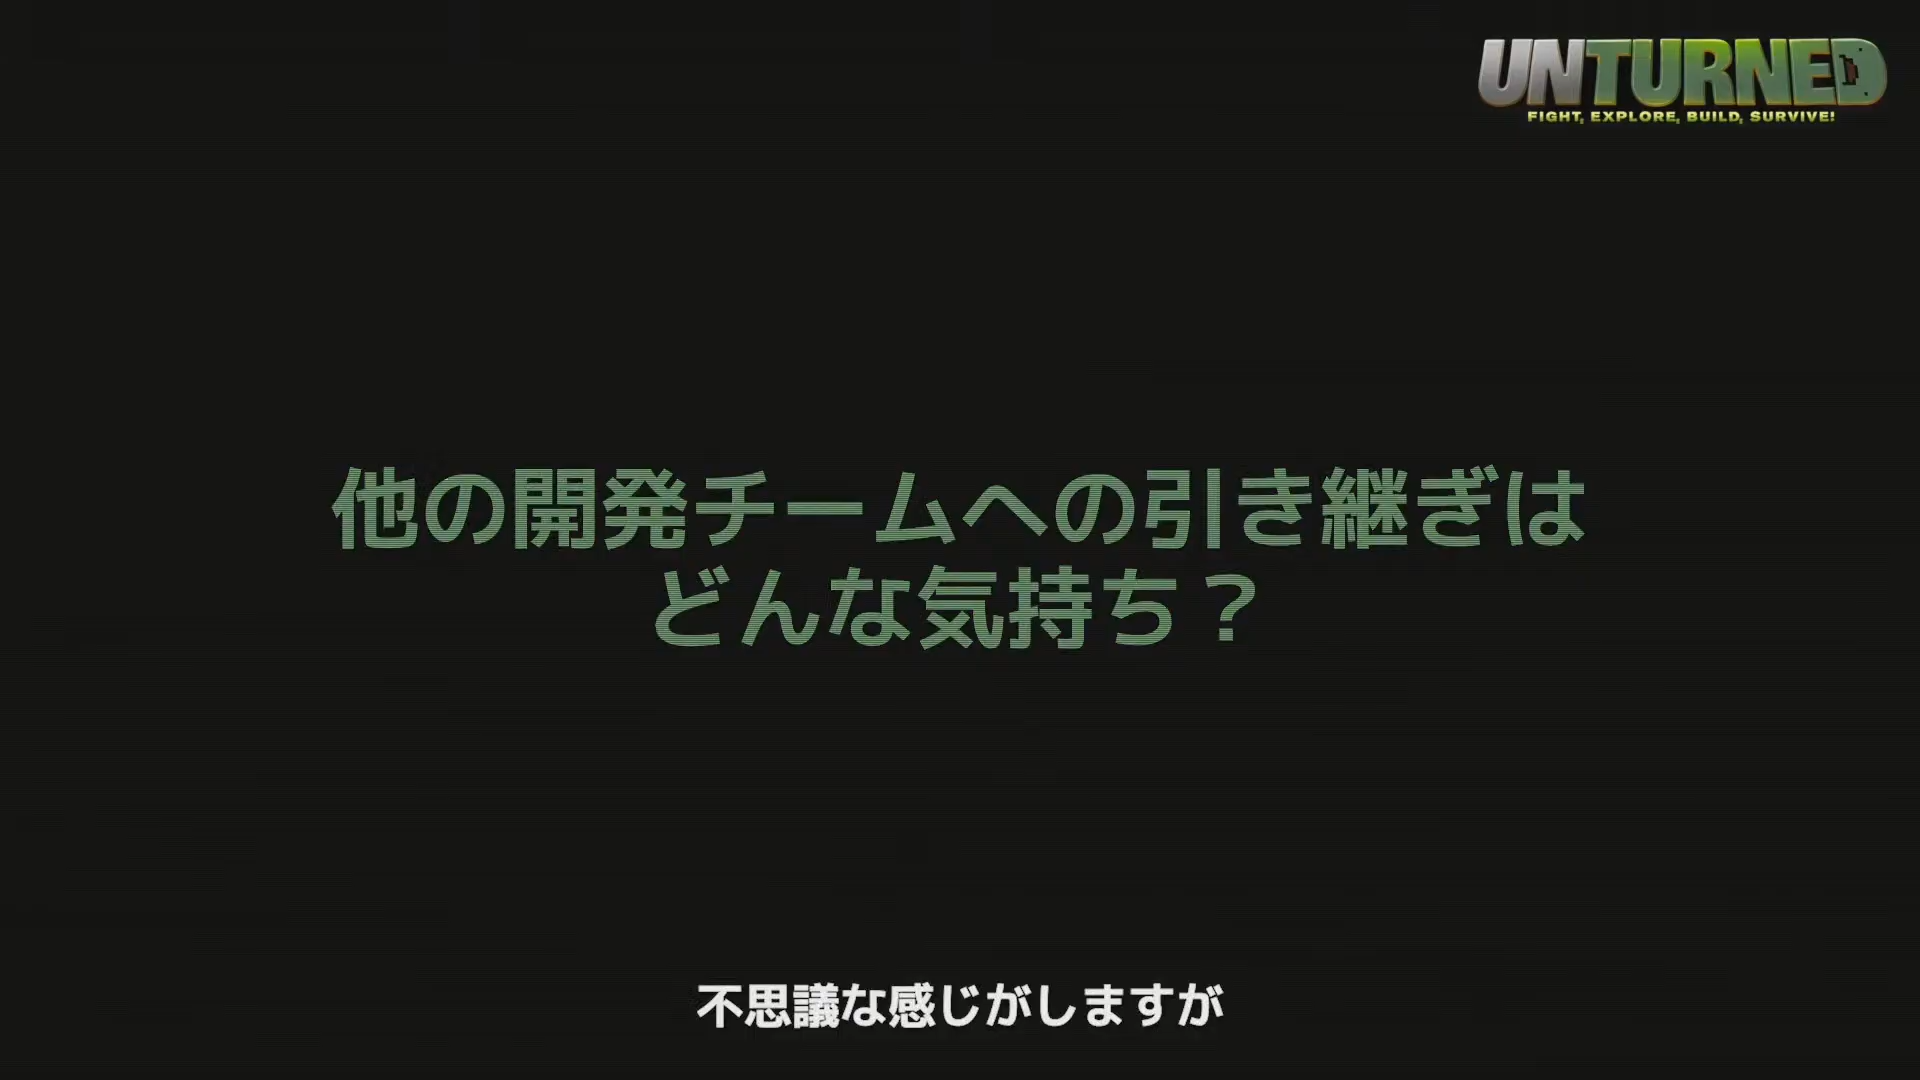 UNTURNED
FIGHT, EXPLORE, BUILD, SURVIVE!
他の開発チームへの引き継ぎは
どんな気持ち？
不思議な感じがしますが